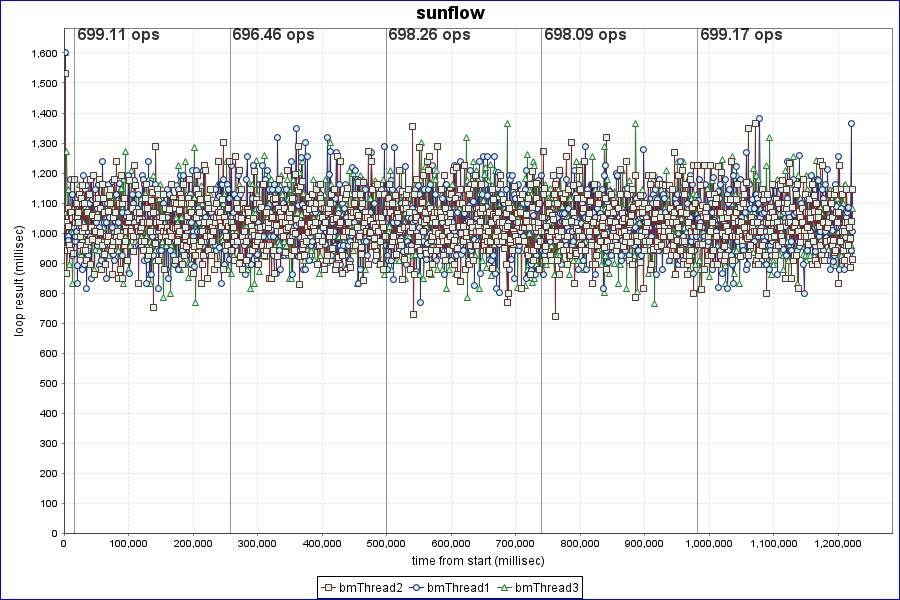 sunflow
699.11 ops 696.46 ops 698.26 ops 698.09 ops 699.17 ops
1,600
1,500
1,400
1,300
1,200
1,100
1,000
900
800
700
600
500
400
300
200
100
0
loop result (millisec)
0 100,000 200,000 300,000 400,000 500,000 600,000 700,000 800,000 900,000 1,000,000 1,100,000 1,200,000
time from start (millisec)
bmThread2 bmThread1 bmThread3